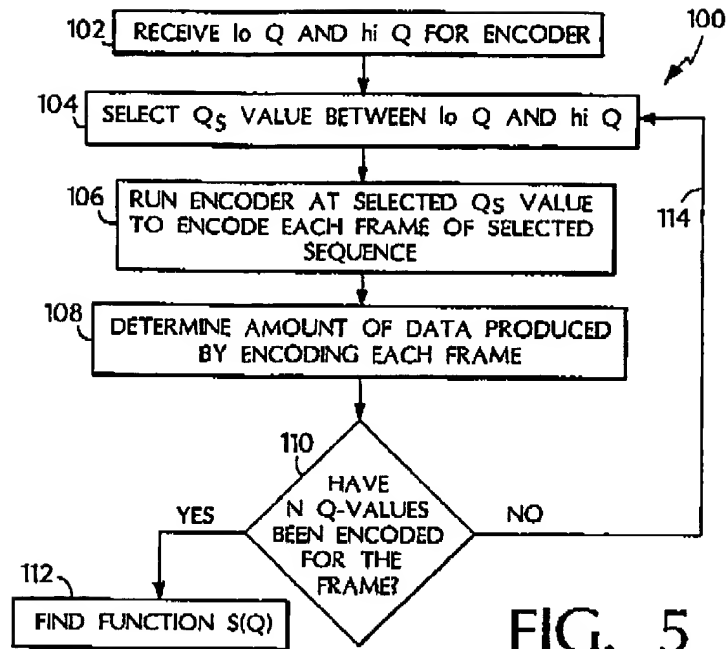 102
RECEIVE lo Q AND hi Q FOR ENCODER
100
104
SELECT QS VALUE BETWEEN lo Q AND hi Q
106
RUN ENCODER AT SELECTED QS VALUE
TO ENCODE EACH FRAME OF SELECTED
SEQUENCE
114
108
DETERMINE AMOUNT OF DATA PRODUCED
BY ENCODING EACH FRAME
110
HAVE
N Q-VALUES
BEEN ENCODED
FOR THE
FRAME?
YES
NO
112
FIND FUNCTION S(Q)
FIG. 5